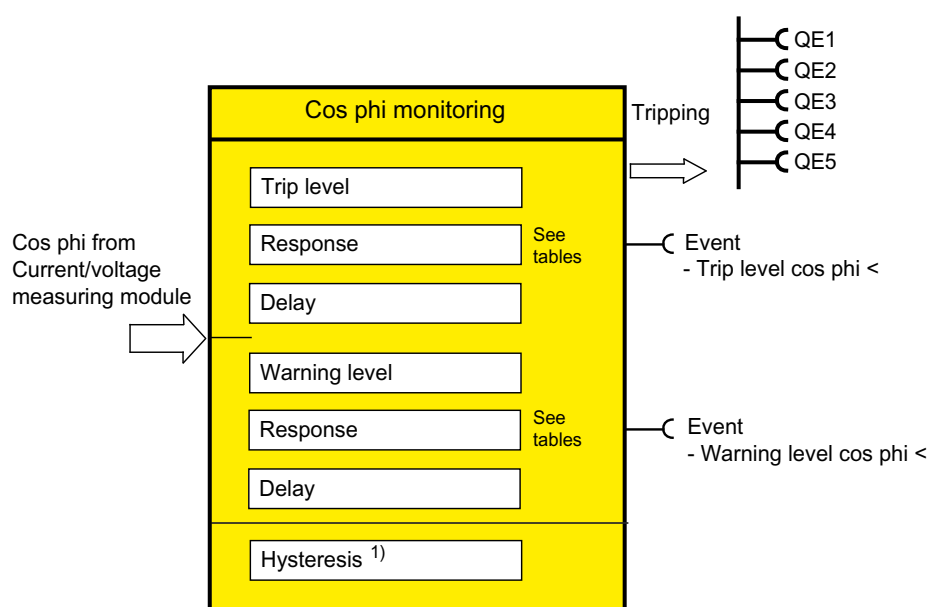 Cos phi monitoring
Tripping
QE1
QE2
QE3
QE4
QE5
Cos phi from
Current/voltage
measuring module
Trip level
Response
See
tables
Delay
Event
- Trip level cos phi <
Warning level
Response
See
tables
Delay
Event
- Warning level cos phi <
Hysteresis 1)